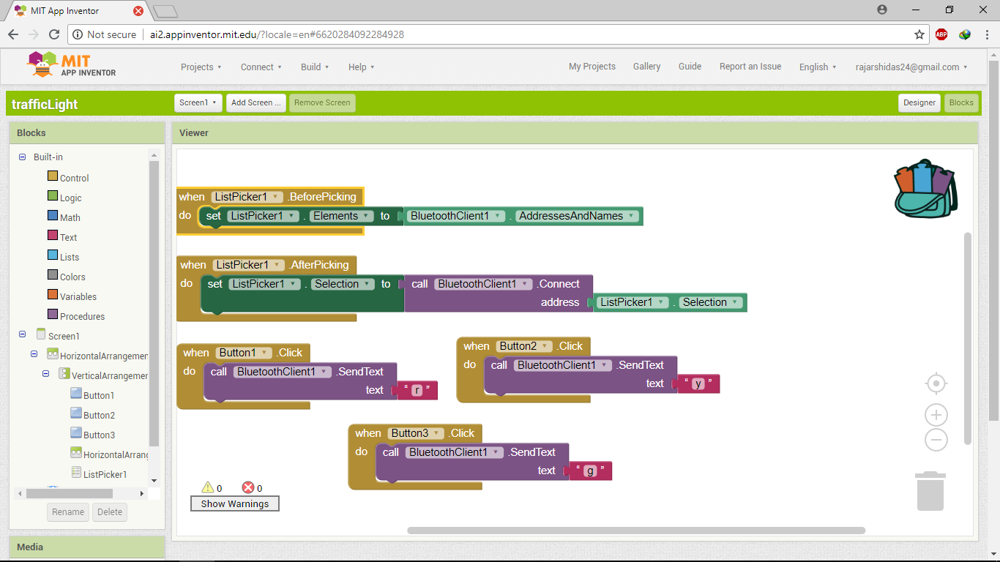 MIT App Inventor
Not secure | ai2.appinventor.mit.edu/?locale=en#6620284092284928
ABP
MIT
APP INVENTOR
Projects Connect Build Help My Projects Gallery Guide Report an Issue English rajarshidas24@gmail.com
trafficLight Screen1 Add Screen ... Remove Screen Designer Blocks
Blocks
Viewer
Built-in
Control
Logic
Math
Text
Lists
Colors
Variables
Procedures
Screen1
HorizontalArrangemer
VerticalArrangemer
Button1
Button2
Button3
HorizontalArrang
ListPicker1
Rename Delete
Media
when ListPicker1 .BeforePicking
do set ListPicker1 . Elements to BluetoothClient1 . AddressesAndNames
when ListPicker1 .AfterPicking
do set ListPicker1 . Selection to call BluetoothClient1 .Connect
address ListPicker1 . Selection
when Button1 .Click
do call BluetoothClient1 .SendText
text “ r ”
when Button2 .Click
do call BluetoothClient1 .SendText
text “ y ”
when Button3 .Click
do call BluetoothClient1 .SendText
text “ g ”
0 0
Show Warnings